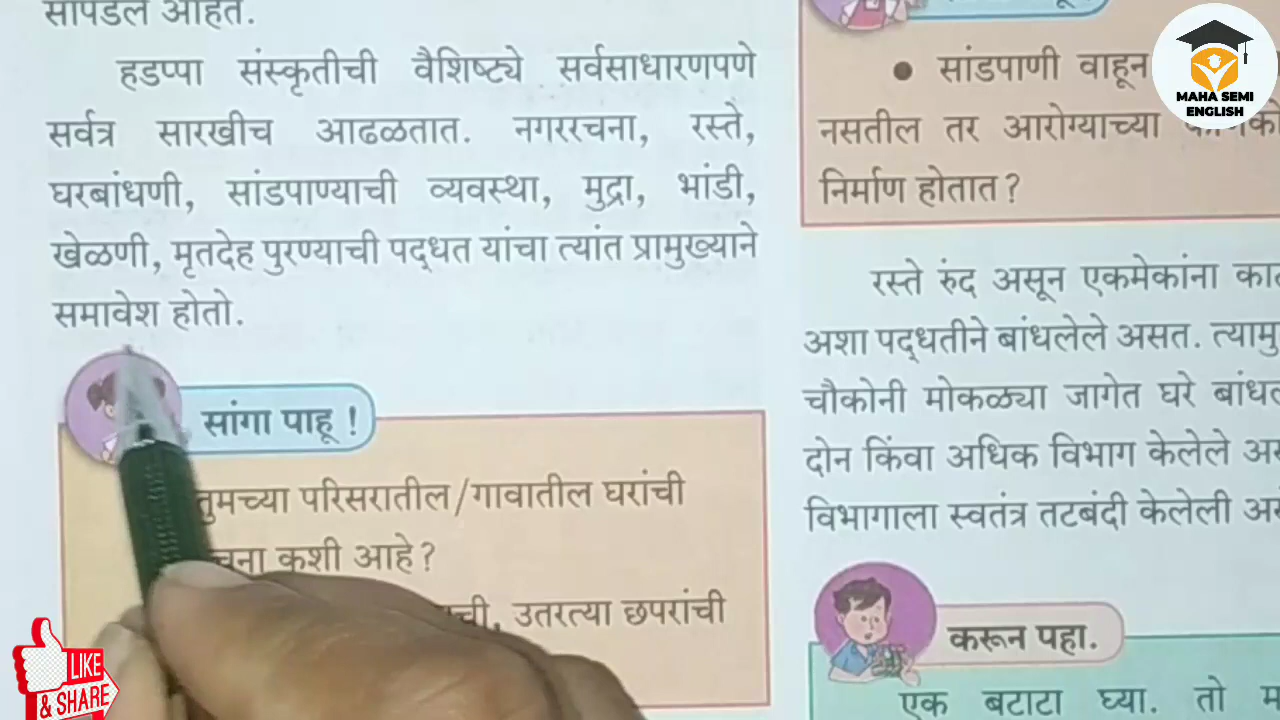 सापडले आहेत.
हडप्पा संस्कृतीची वैशिष्ट्ये सर्वसाधारणपणे
सर्वत्र सारखीच आढळतात. नगररचना, रस्ते,
घरबांधणी, सांडपाण्याची व्यवस्था, मुद्रा, भांडी,
खेळणी, मृतदेह पुरण्याची पद्धत यांचा त्यांत प्रामुख्याने
समावेश होतो.
सांगा पाहू !
तुमच्या परिसरातील/गावातील घरांची
कशी आहे?
उतरत्या छपरांची
● सांडपाणी वाहून
नसतील तर आरोग्याच्या
निर्माण होतात?
रस्ते रुंद असून एकमेकांना
अशा पद्धतीने बांधलेले असत.
चौकोनी मोकळ्या जागेत घरे
दोन किंवा अधिक विभाग केलेले
विभागाला स्वतंत्र तटबंदी केलेली
करून पहा.
एक बटाटा घ्या. तो
MAHA SEMI
ENGLISH
LIKE
& SHARE